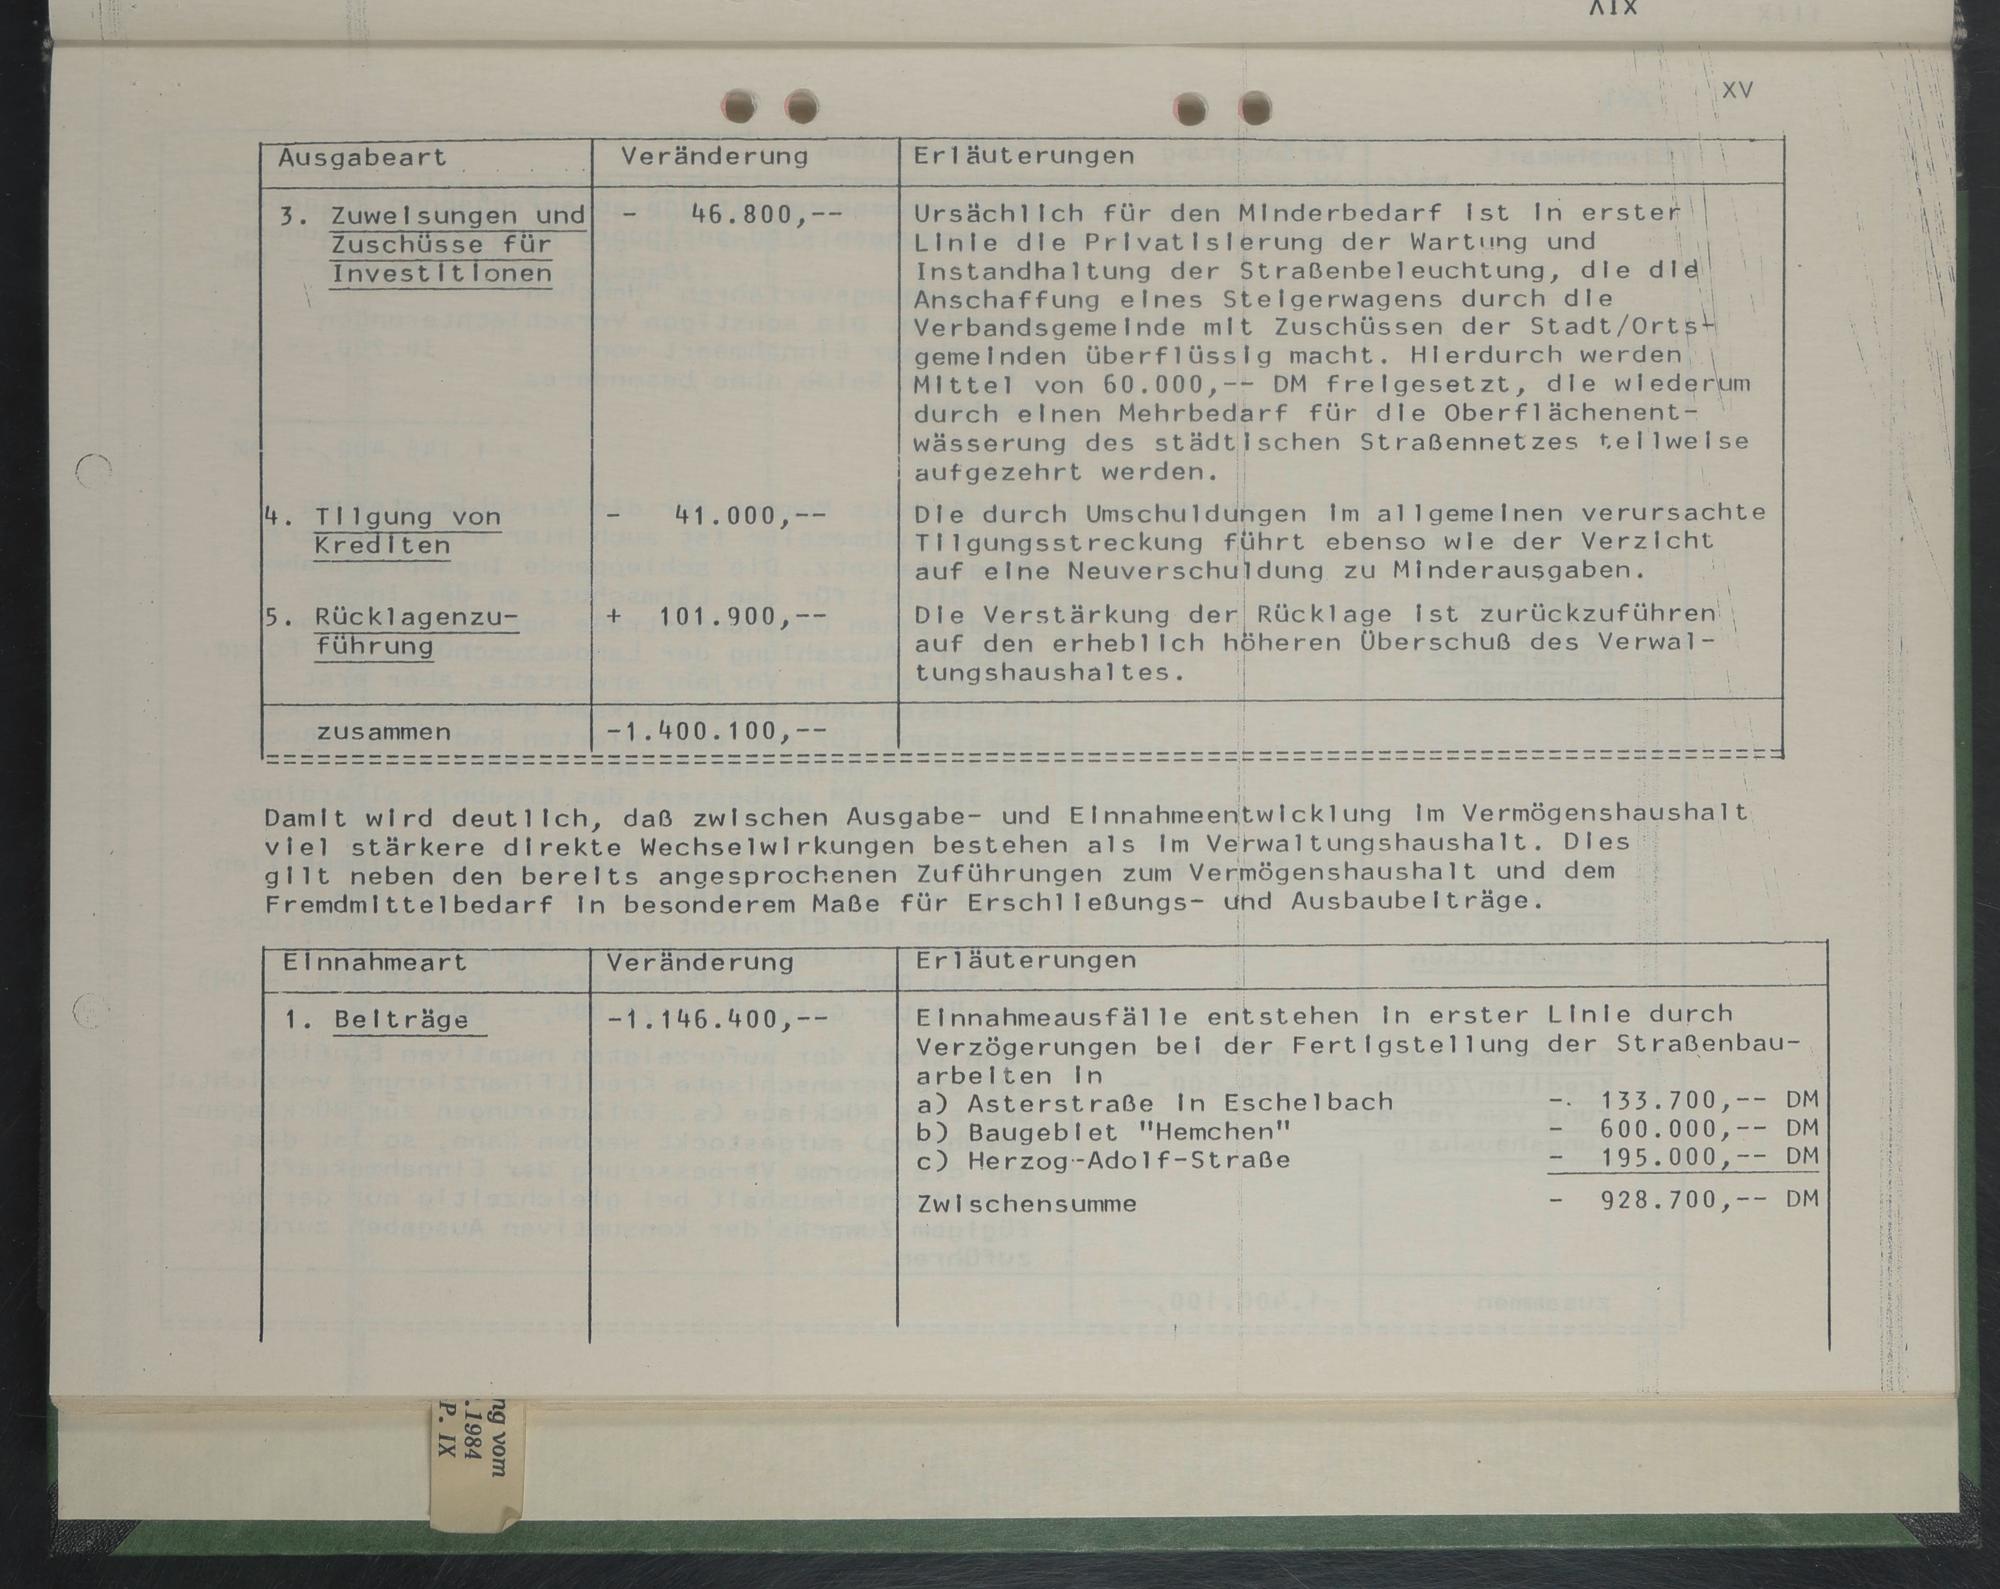 XIV
XV
Ausgabeart Veränderung Erläuterungen
3. Zuweisungen und - 46.800,-- Ursächlich für den Minderbedarf ist in erster
Zuschüsse für Linie die Privatisierung der Wartung und
Investitionen Instandhaltung der Straßenbeleuchtung, die die
Anschaffung eines Steigerwagens durch die
Verbandsgemeinde mit Zuschüssen der Stadt/Orts-
gemeinden überflüssig macht. Hierdurch werden
Mittel von 60.000,-- DM freigesetzt, die wiederum
durch einen Mehrbedarf für die Oberflächenent-
wässerung des städtischen Straßennetzes teilweise
aufgezehrt werden.
4. Tilgung von - 41.000,-- Die durch Umschuldungen im allgemeinen verursachte
Krediten Tilgungsstreckung führt ebenso wie der Verzicht
auf eine Neuverschuldung zu Minderausgaben.
5. Rücklagenzu- + 101.900,-- Die Verstärkung der Rücklage ist zurückzuführen
führung auf den erheblich höheren Überschuß des Verwal-
tungshaushaltes.
zusammen -1.400.100,--
Damit wird deutlich, daß zwischen Ausgabe- und Einnahmeentwicklung im Vermögenshaushalt
viel stärkere direkte Wechselwirkungen bestehen als im Verwaltungshaushalt. Dies
gilt neben den bereits angesprochenen Zuführungen zum Vermögenshaushalt und dem
Fremdmittelbedarf in besonderem Maße für Erschließungs- und Ausbaubeiträge.
Einnahmeart Veränderung Erläuterungen
1. Beiträge -1.146.400,-- Einnahmeausfälle entstehen in erster Linie durch
Verzögerungen bei der Fertigstellung der Straßenbau-
arbeiten in
a) Asterstraße in Eschelbach - 133.700,-- DM
b) Baugebiet "Hemchen" - 600.000,-- DM
c) Herzog-Adolf-Straße - 195.000,-- DM
Zwischensumme - 928.700,-- DM
ng vom
.1984
P. IX